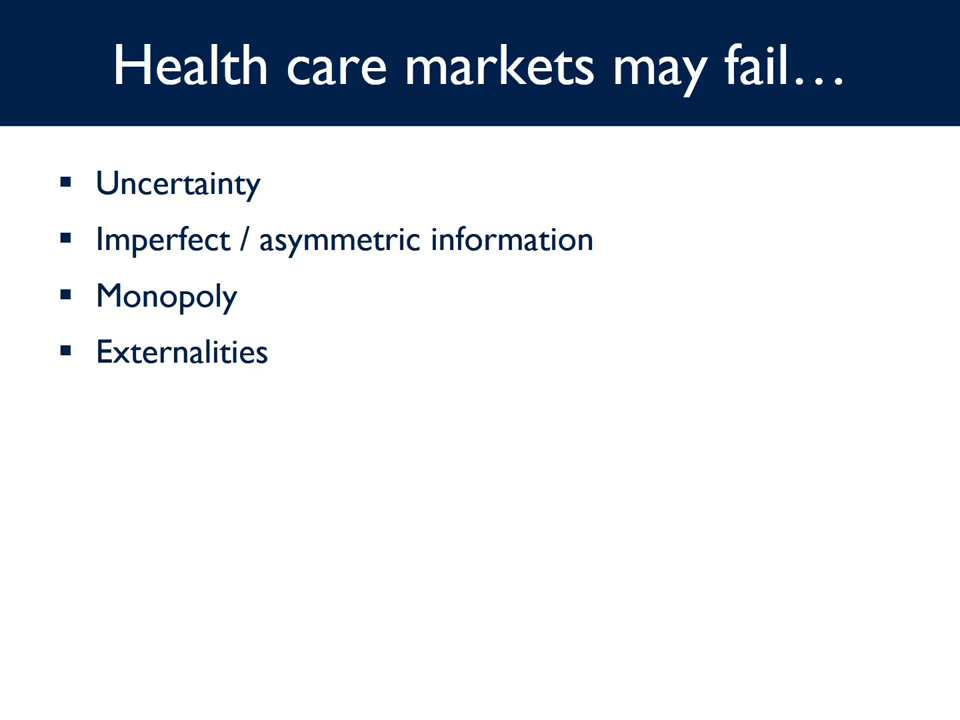 Health care markets may fail…
▪ Uncertainty
▪ Imperfect / asymmetric information
▪ Monopoly
▪ Externalities